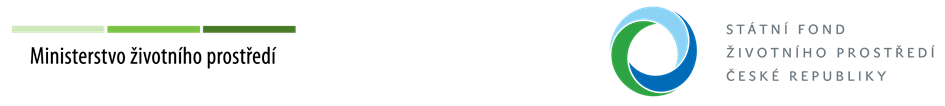 Ministerstvo životního prostředí
STÁTNÍ FOND
ŽIVOTNÍHO PROSTŘEDÍ
ČESKÉ REPUBLIKY